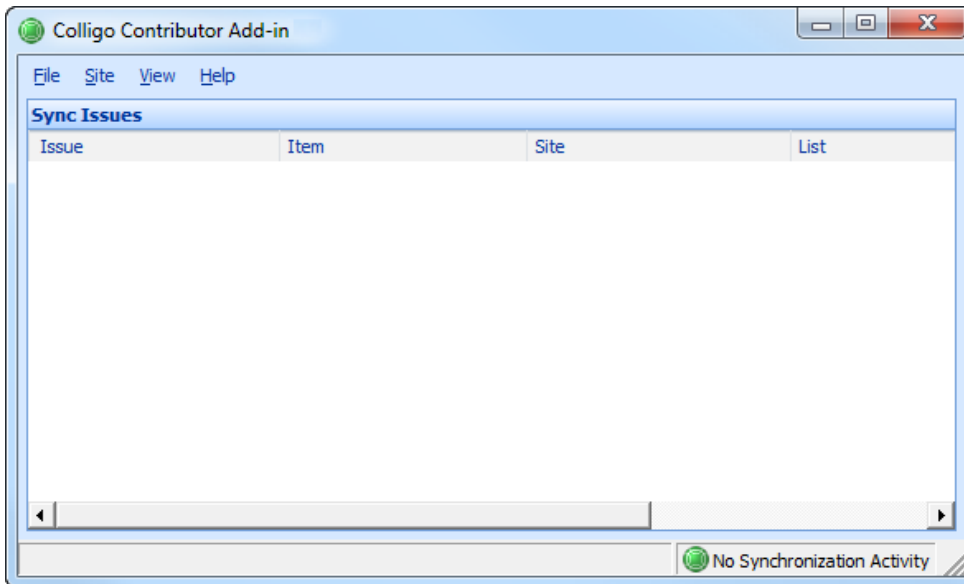 Colligo Contributor Add-in
File Site View Help
Sync Issues
Issue Item Site List
No Synchronization Activity